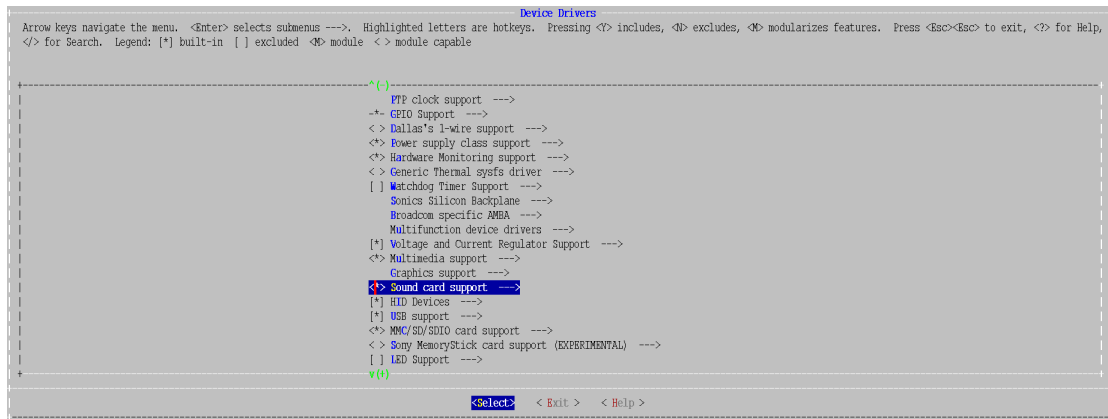 Device Drivers
Arrow keys navigate the menu.  <Enter> selects submenus --->.  Highlighted letters are hotkeys.  Pressing <Y> includes, <N> excludes, <M> modularizes features.  Press <Esc><Esc> to exit, <?> for Help,
</> for Search.  Legend: [*] built-in  [ ] excluded  <M> module  < > module capable
^(-)
PTP clock support  --->
-*- GPIO Support  --->
< > Dallas's 1-wire support  --->
<*> Power supply class support  --->
<*> Hardware Monitoring support  --->
< > Generic Thermal sysfs driver  --->
[ ] Watchdog Timer Support  --->
Sonics Silicon Backplane  --->
Broadcom specific AMBA  --->
Multifunction device drivers  --->
[*] Voltage and Current Regulator Support  --->
<*> Multimedia support  --->
Graphics support  --->
<*> Sound card support  --->
[*] HID Devices  --->
[*] USB support  --->
<*> MMC/SD/SDIO card support  --->
< > Sony MemoryStick card support (EXPERIMENTAL)  --->
[ ] LED Support  --->
v(+)
<Select>    < Exit >    < Help >